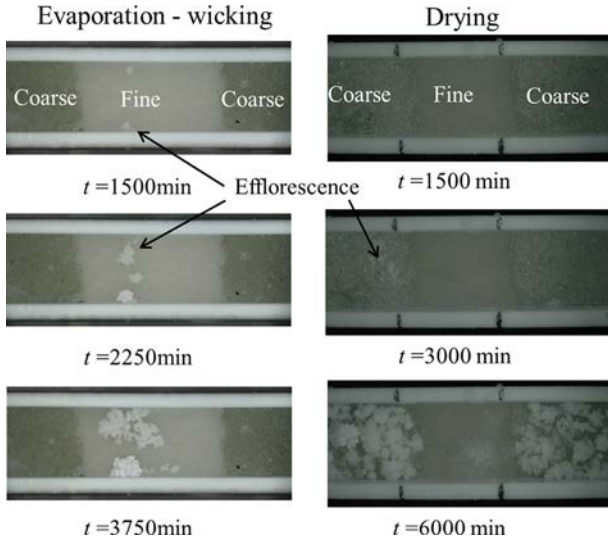 Evaporation - wicking
Drying
Coarse Fine Coarse
Coarse Fine Coarse
t =1500min
t =1500 min
Efflorescence
t =2250min
t =3000 min
t =3750min
t =6000 min